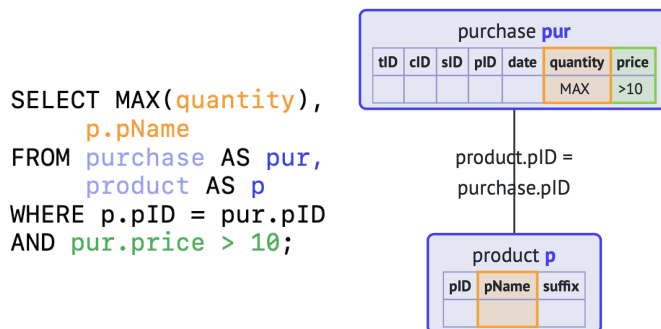 SELECT MAX(quantity),
p.pName
FROM purchase AS pur,
product AS p
WHERE p.pID = pur.pID
AND pur.price > 10;
purchase pur
tID cID sID pID date quantity price
MAX >10
product.pID =
purchase.pID
product p
pID pName suffix